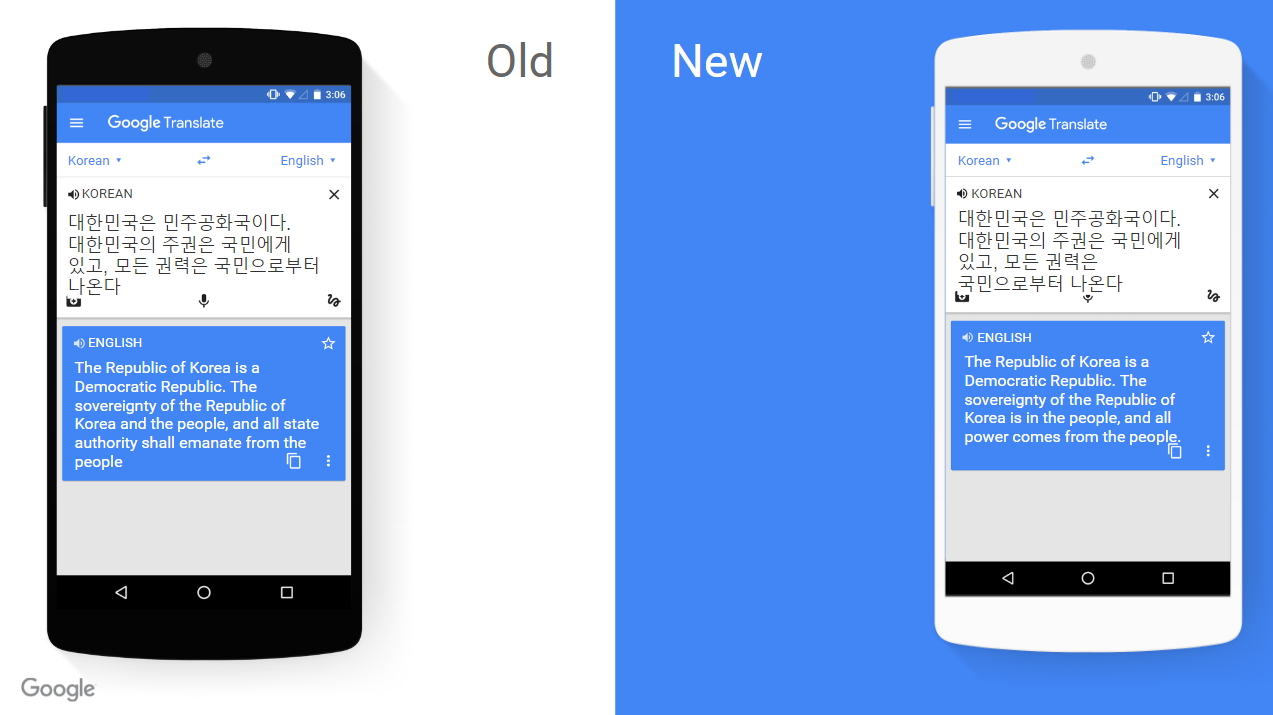 Old
3:06
Google Translate
Korean
English
KOREAN
대한민국은 민주공화국이다.
대한민국의 주권은 국민에게
있고, 모든 권력은 국민으로부터
나온다
ENGLISH
The Republic of Korea is a
Democratic Republic. The
sovereignty of the Republic of
Korea and the people, and all state
authority shall emanate from the
people
Google
New
3:06
Google Translate
Korean
English
KOREAN
대한민국은 민주공화국이다.
대한민국의 주권은 국민에게
있고, 모든 권력은
국민으로부터 나온다
ENGLISH
The Republic of Korea is a
Democratic Republic. The
sovereignty of the Republic of
Korea is in the people, and all
power comes from the people.